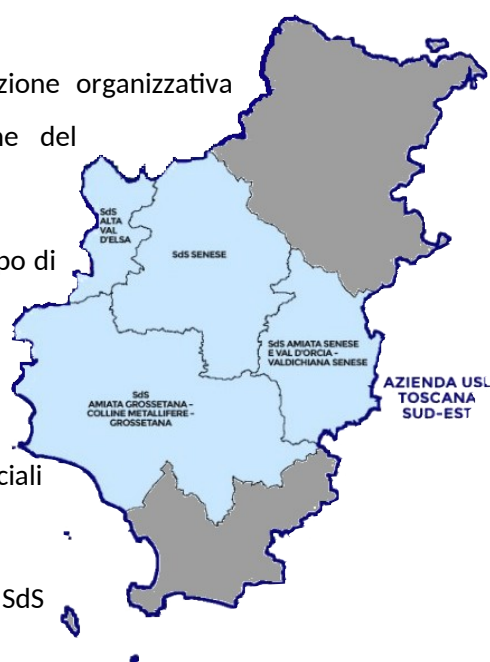 zione organizzativa
ne del
SdS
ALTA
VAL
D'ELSA
SdS SENESE
po di
SdS AMIATA SENESE
E VAL D'ORCIA -
VALDICHIANA SENESE
AZIENDA USL
TOSCANA
SUD-EST
SdS
AMIATA GROSSETANA -
COLLINE METALLIFERE -
GROSSETANA
ciali
SdS